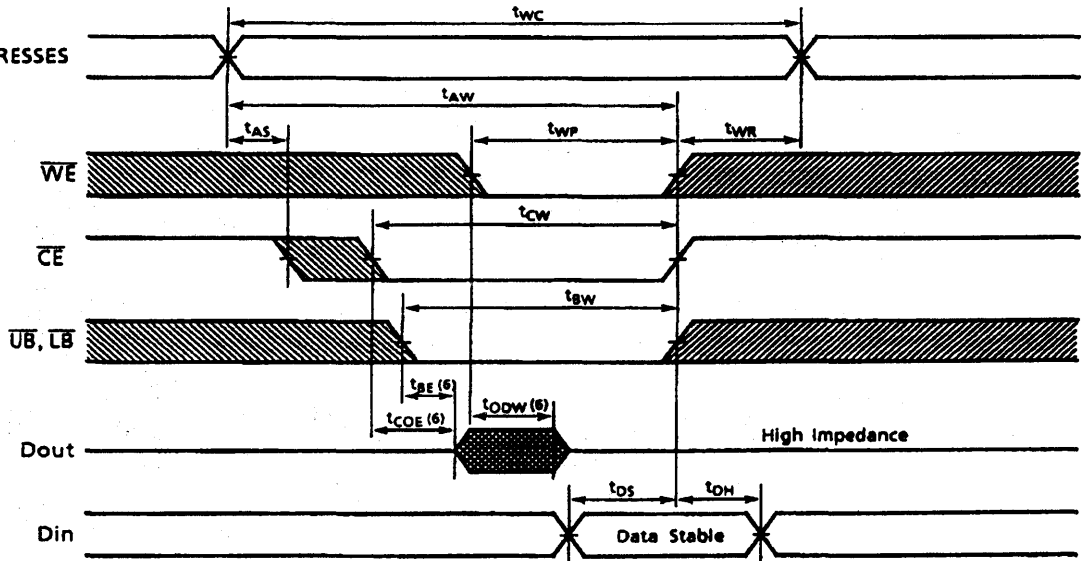 tWC
RESSES
tAW
tAS
tWP
tWR
WE
tCW
CE
tBW
UB, LB
tBE (6)
tCOE (6)
tODW (6)
Dout
High Impedance
tDS
tDH
Din
Data Stable